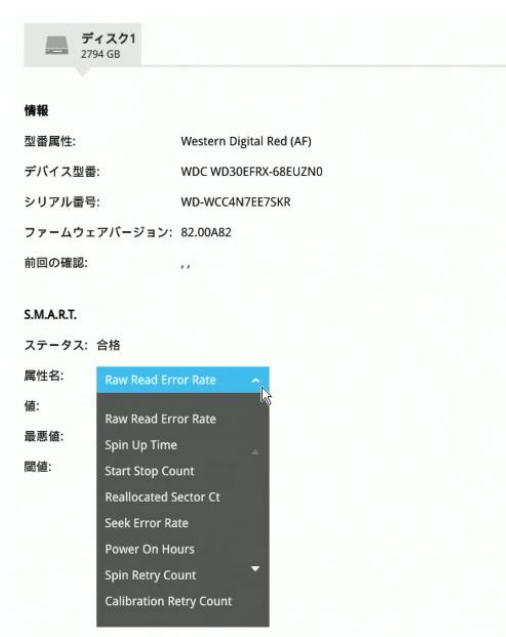 ディスク1
2794 GB
情報
型番属性: Western Digital Red (AF)
デバイス型番: WDC WD30EFRX-68EUZN0
シリアル番号: WD-WCC4N7EE7SKR
ファームウェアバージョン: 82.00A82
前回の確認: , ,
S.M.A.R.T.
ステータス: 合格
属性名: Raw Read Error Rate
値:
最悪値:
閾値:
Raw Read Error Rate
Spin Up Time
Start Stop Count
Reallocated Sector Ct
Seek Error Rate
Power On Hours
Spin Retry Count
Calibration Retry Count